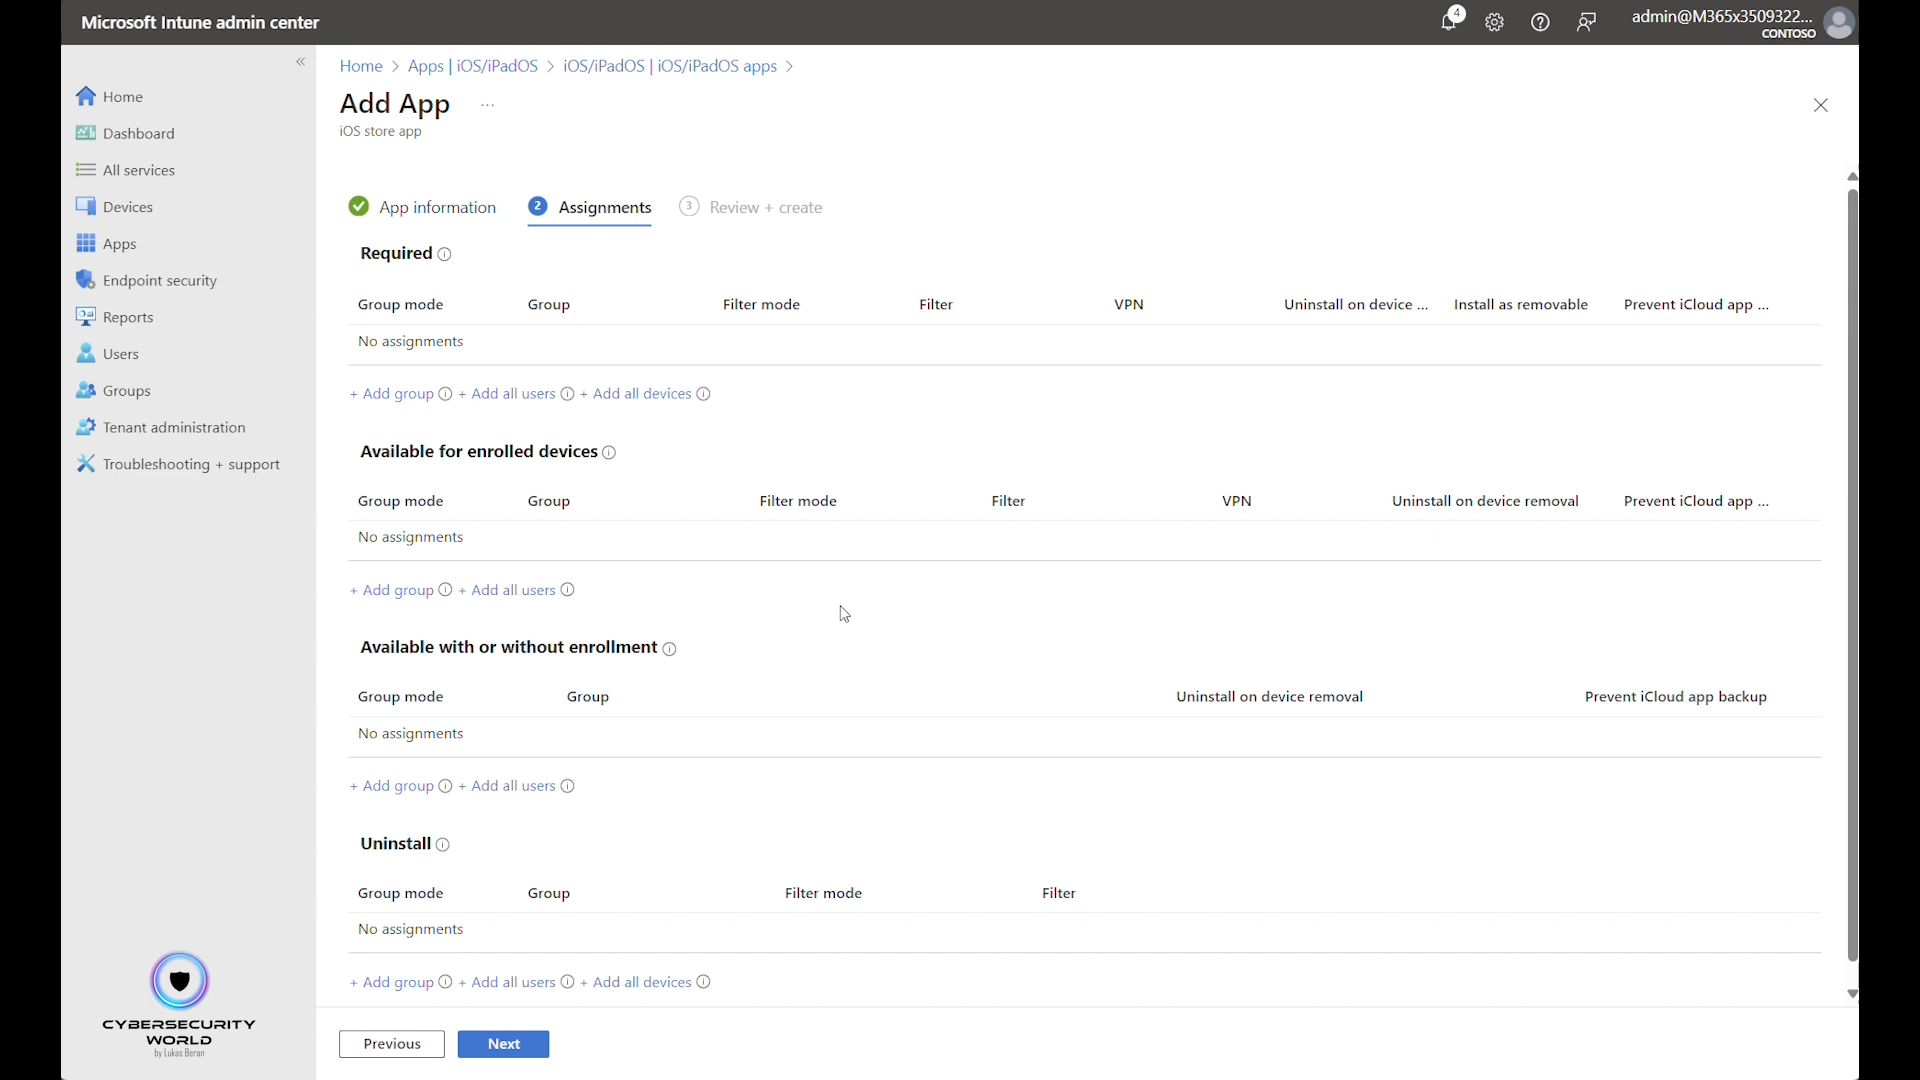 Microsoft Intune admin center
4
admin@M365x3509322...
CONTOSO
Home > Apps | iOS/iPadOS > iOS/iPadOS | iOS/iPadOS apps >
Add App ...
iOS store app
Home
Dashboard
All services
Devices
Apps
Endpoint security
Reports
Users
Groups
Tenant administration
Troubleshooting + support
App information 2 Assignments 3 Review + create
Required
Group mode Group Filter mode Filter VPN Uninstall on device ... Install as removable Prevent iCloud app ...
No assignments
+ Add group + Add all users + Add all devices
Available for enrolled devices
Group mode Group Filter mode Filter VPN Uninstall on device removal Prevent iCloud app ...
No assignments
+ Add group + Add all users
Available with or without enrollment
Group mode Group Uninstall on device removal Prevent iCloud app backup
No assignments
+ Add group + Add all users
Uninstall
Group mode Group Filter mode Filter
No assignments
+ Add group + Add all users + Add all devices
Previous Next
CYBERSECURITY
WORLD
by Lukas Beran